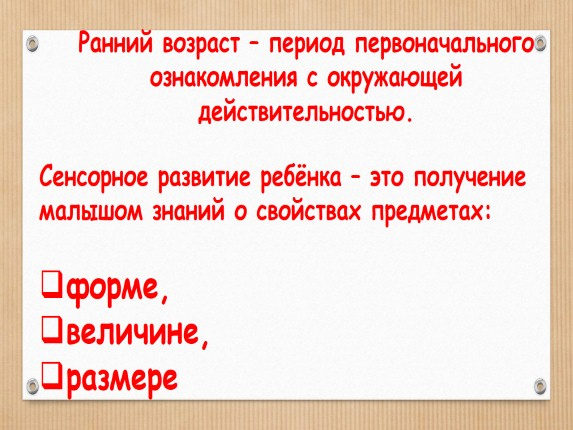 Ранний возраст – период первоначального
ознакомления с окружающей
действительностью.
Сенсорное развитие ребёнка – это получение
малышом знаний о свойствах предметах:
❑форме,
❑величине,
❑размере